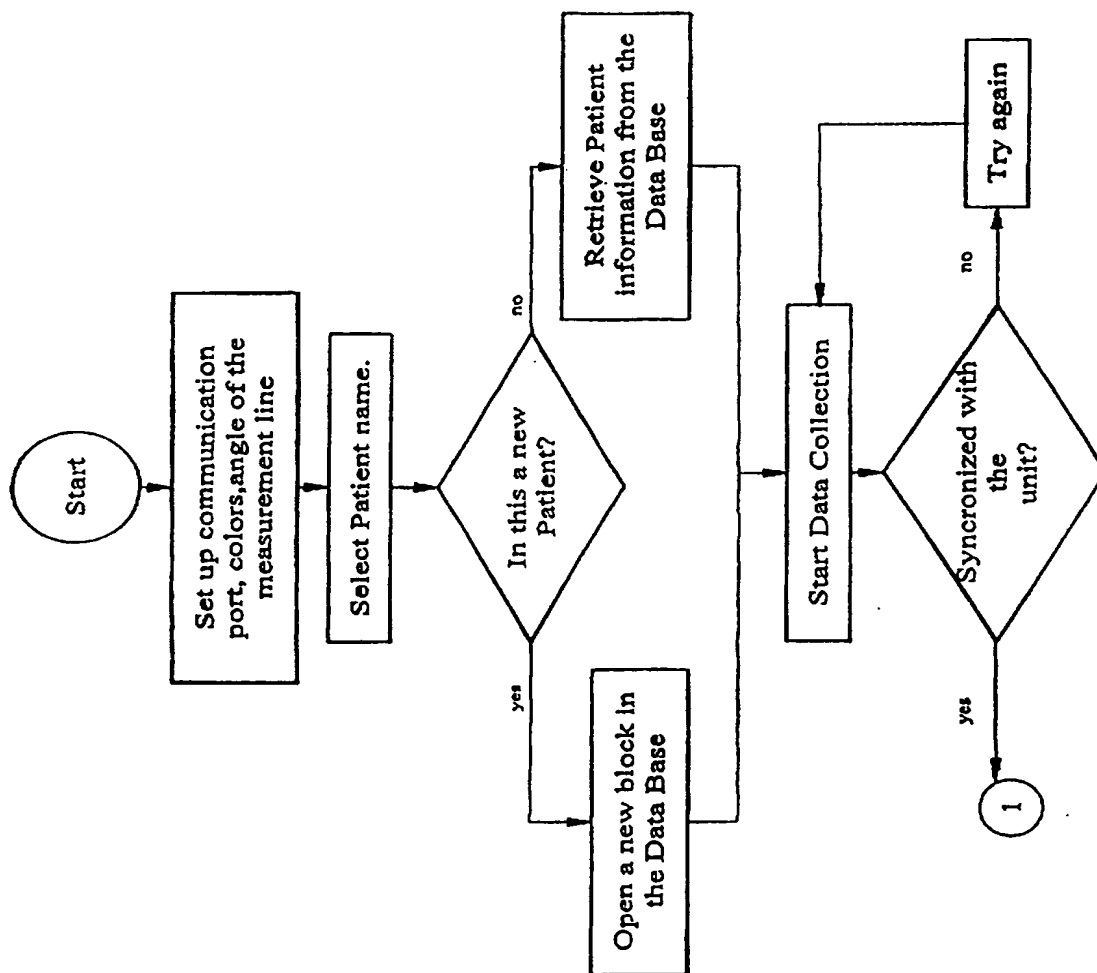 Start
Set up communication
port, colors,angle of the
measurement line
Select Patient name.
In this a new
Patient?
yes
no
Open a new block in
the Data Base
Retrieve Patient
information from the
Data Base
Start Data Collection
Syncronized with
the
unit?
yes
no
Try again
1